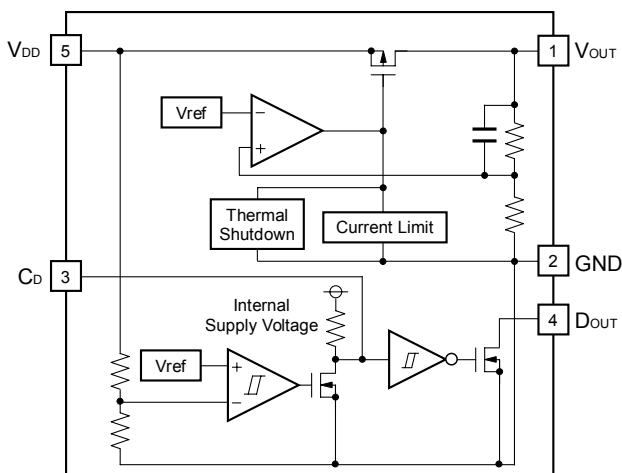 VDD 5
1 VOUT
Vref
−
+
Thermal
Shutdown
Current Limit
CD 3
2 GND
Internal
Supply Voltage
4 DOUT
Vref
+
−